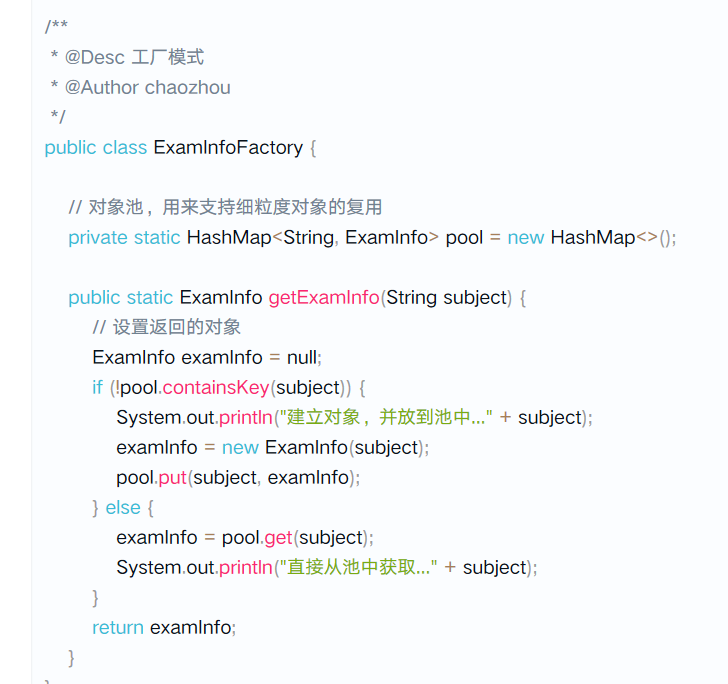 /**
 * @Desc 工厂模式
 * @Author chaozhou
 */
public class ExamInfoFactory {
// 对象池，用来支持细粒度对象的复用
private static HashMap<String, ExamInfo> pool = new HashMap<>();
public static ExamInfo getExamInfo(String subject) {
// 设置返回的对象
ExamInfo examInfo = null;
if (!pool.containsKey(subject)) {
System.out.println("建立对象，并放到池中..." + subject);
examInfo = new ExamInfo(subject);
pool.put(subject, examInfo);
} else {
examInfo = pool.get(subject);
System.out.println("直接从池中获取..." + subject);
}
return examInfo;
}